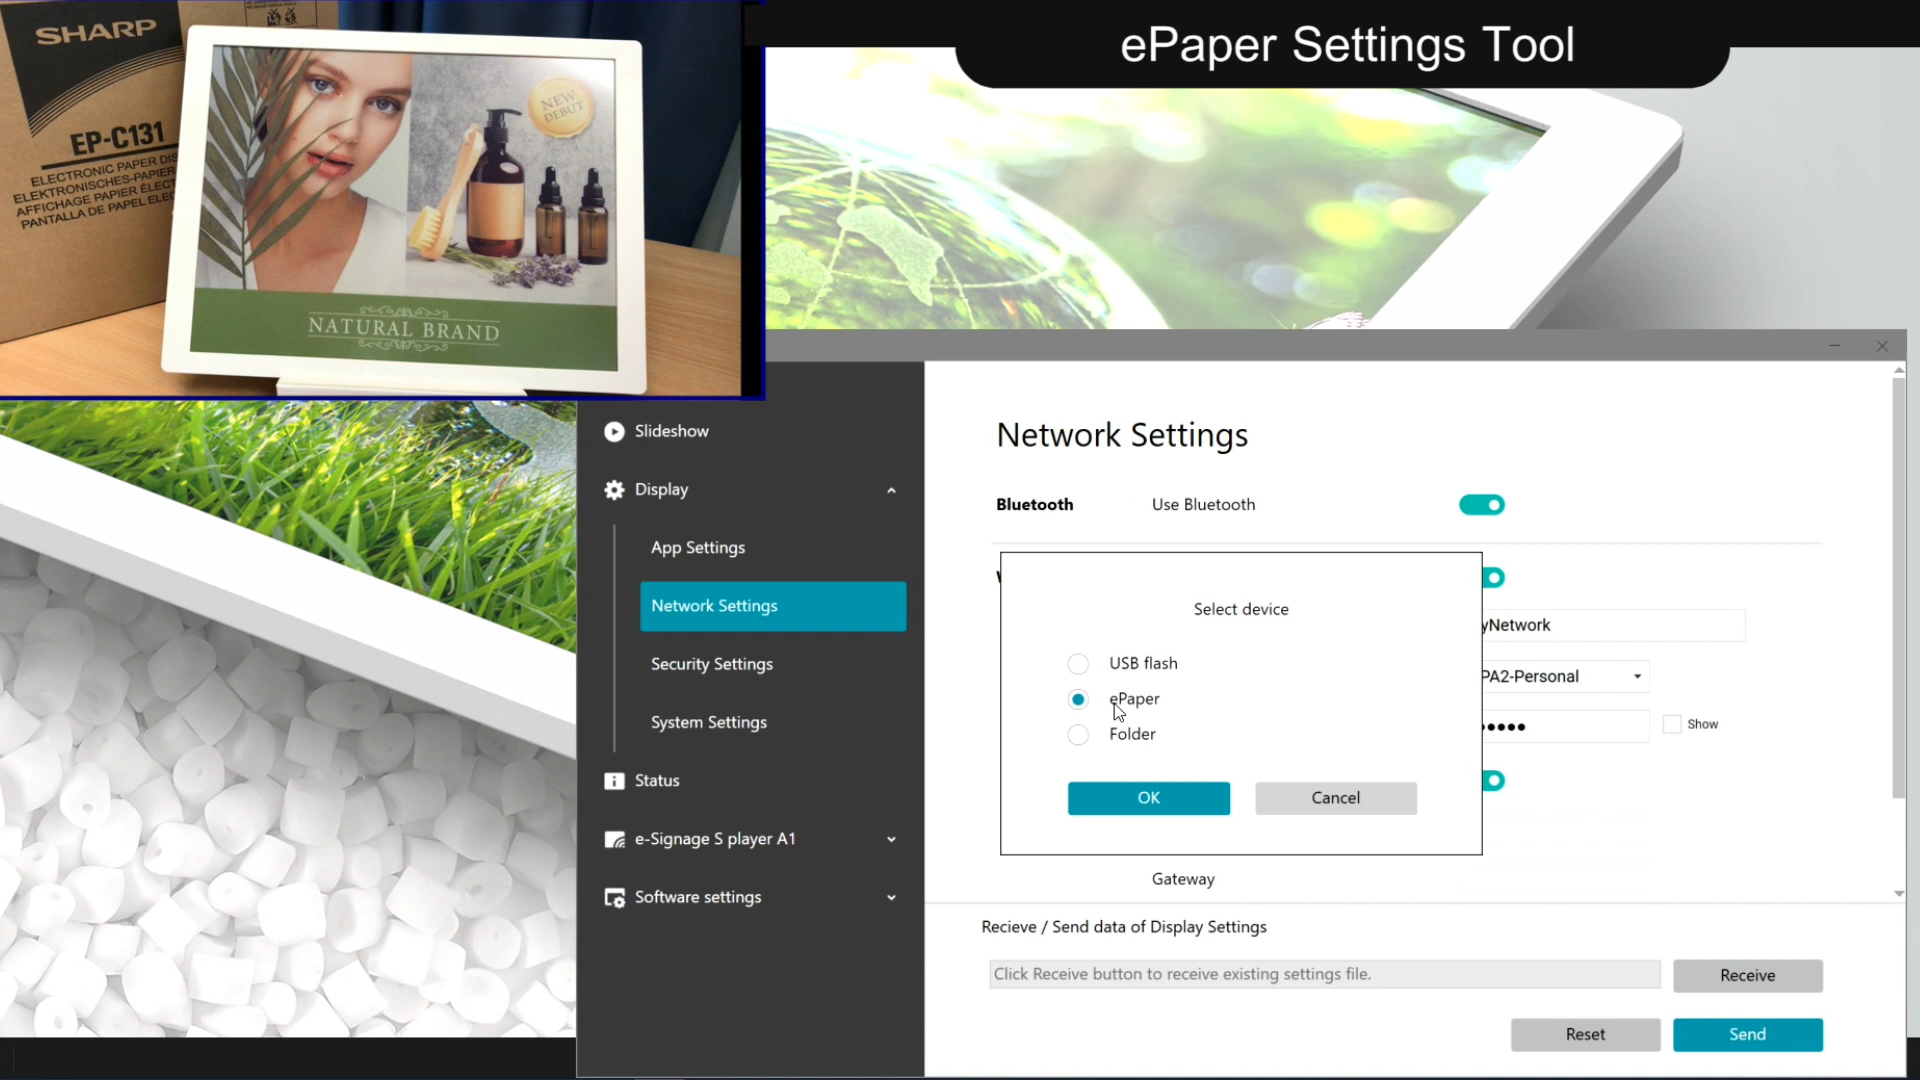 ePaper Settings Tool
SHARP
EP-C131
ELECTRONIC PAPER DIS
ELEKTRONISCHES-PAPIER
AFFICHAGE PAPIER ÉLECT
PANTALLA DE PAPEL ELEC
NEW
DEBUT
NATURAL BRAND
Slideshow
Display
App Settings
Network Settings
Security Settings
System Settings
Status
e-Signage S player A1
Software settings
Network Settings
Bluetooth Use Bluetooth
Select device
USB flash
ePaper
Folder
OK Cancel
yNetwork
PA2-Personal
Show
Gateway
Recieve / Send data of Display Settings
Click Receive button to receive existing settings file.
Receive
Reset Send